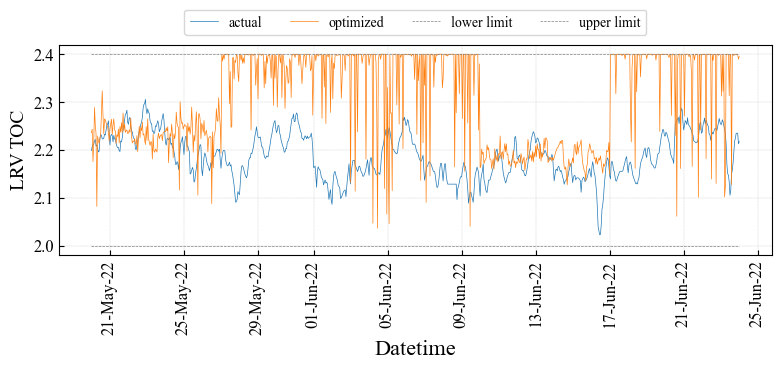 actual optimized lower limit upper limit
LRV TOC
2.4
2.3
2.2
2.1
2.0
21-May-22 25-May-22 29-May-22 01-Jun-22 05-Jun-22 09-Jun-22 13-Jun-22 17-Jun-22 21-Jun-22 25-Jun-22
Datetime